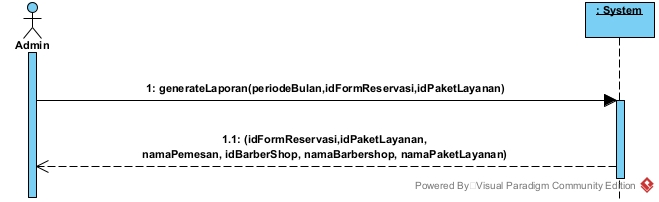 : System
Admin
1: generateLaporan(periodeBulan,idFormReservasi,idPaketLayanan)
1.1: (idFormReservasi,idPaketLayanan,
namaPemesan, idBarberShop, namaBarbershop, namaPaketLayanan)
Powered By Visual Paradigm Community Edition